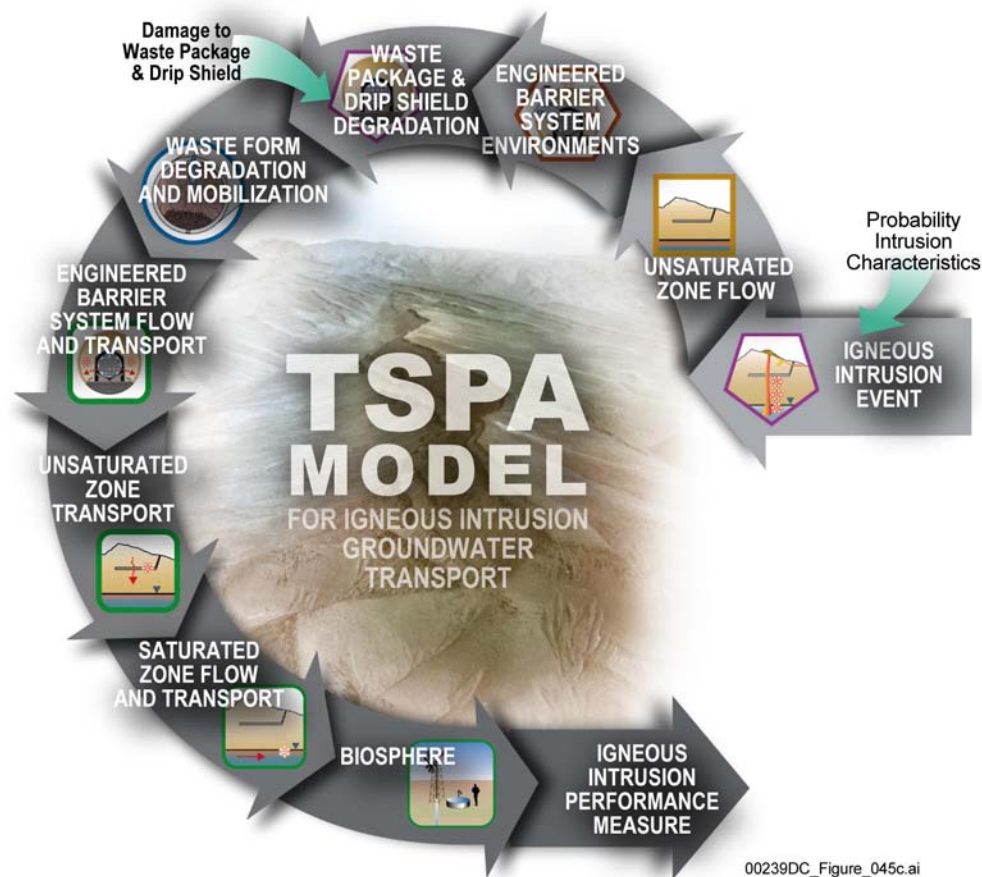 Damage to
Waste Package
& Drip Shield
WASTE
PACKAGE &
DRIP SHIELD
DEGRADATION
ENGINEERED
BARRIER
SYSTEM
ENVIRONMENTS
WASTE FORM
DEGRADATION
AND MOBILIZATION
Probability
Intrusion
Characteristics
UNSATURATED
ZONE FLOW
ENGINEERED
BARRIER
SYSTEM FLOW
AND TRANSPORT
IGNEOUS
INTRUSION
EVENT
TSPA
MODEL
FOR IGNEOUS INTRUSION
GROUNDWATER
TRANSPORT
UNSATURATED
ZONE
TRANSPORT
SATURATED
ZONE FLOW
AND TRANSPORT
BIOSPHERE
IGNEOUS
INTRUSION
PERFORMANCE
MEASURE
00239DC_Figure_045c.ai